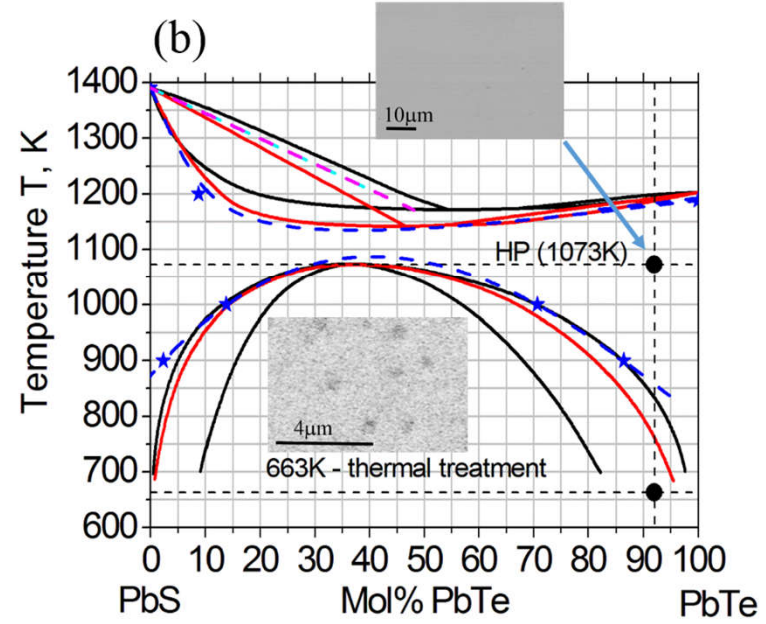 (b)
10μm
1400
1300
1200
1100
1000
900
800
700
600
Temperature T, K
HP (1073K)
4μm
663K - thermal treatment
0 10 20 30 40 50 60 70 80 90 100
PbS Mol% PbTe PbTe